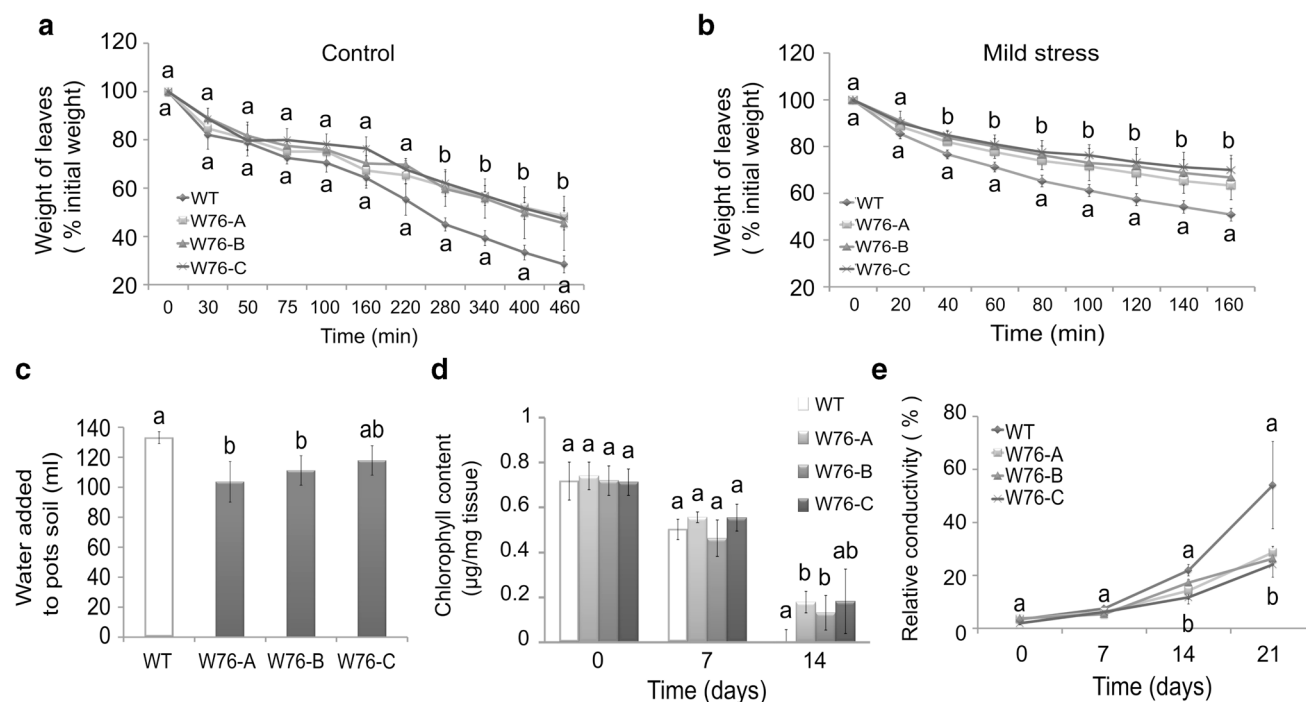 a
Control
120
100
80
60
40
20
Weight of leaves
( % initial weight)
a a a a a a a b b b b
a a a a a a a a a a a
WT
W76-A
W76-B
W76-C
0 30 50 75 100 160 220 280 340 400 460
Time (min)
b
Mild stress
120
100
80
60
40
20
Weight of leaves
( % initial weight)
a a b b b b b b b
a a a a a a a a a
WT
W76-A
W76-B
W76-C
0 20 40 60 80 100 120 140 160
Time (min)
c
140
120
100
80
60
40
20
0
Water added
to pots soil (ml)
a b b ab
WT W76-A W76-B W76-C
d
1
0.8
0.6
0.4
0.2
0
Chlorophyll content
(µg/mg tissue)
a a a a
a a a a
a b b ab
WT
W76-A
W76-B
W76-C
0 7 14
Time (days)
e
80
60
40
20
0
Relative conductivity ( % )
WT
W76-A
W76-B
W76-C
a a a a
b b
0 7 14 21
Time (days)